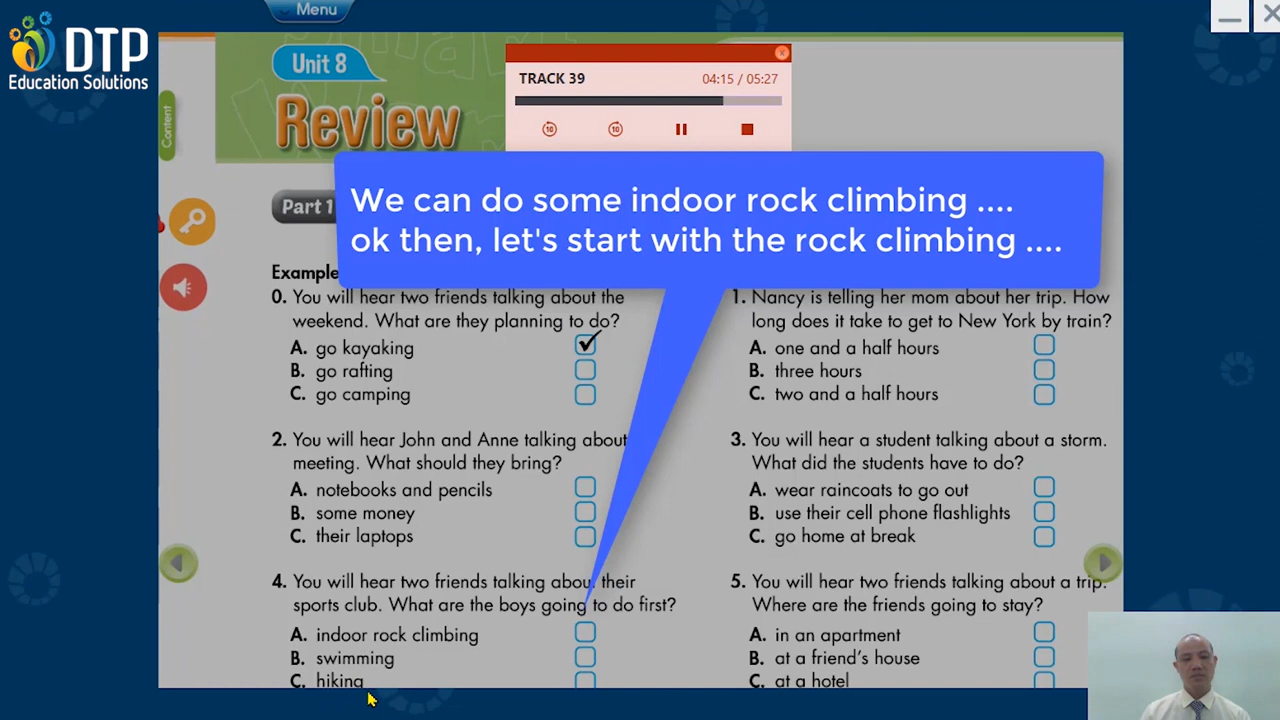 Menu
DTP
Education Solutions
Content
Unit 8
Review
TRACK 39
04:15 / 05:27
10
10
Part 1
We can do some indoor rock climbing ....
ok then, let's start with the rock climbing ....
Example
0. You will hear two friends talking about the
weekend. What are they planning to do?
A. go kayaking
B. go rafting
C. go camping
1. Nancy is telling her mom about her trip. How
long does it take to get to New York by train?
A. one and a half hours
B. three hours
C. two and a half hours
2. You will hear John and Anne talking about
meeting. What should they bring?
A. notebooks and pencils
B. some money
C. their laptops
3. You will hear a student talking about a storm.
What did the students have to do?
A. wear raincoats to go out
B. use their cell phone flashlights
C. go home at break
4. You will hear two friends talking about their
sports club. What are the boys going to do first?
A. indoor rock climbing
B. swimming
C. hiking
5. You will hear two friends talking about a trip.
Where are the friends going to stay?
A. in an apartment
B. at a friend's house
C. at a hotel